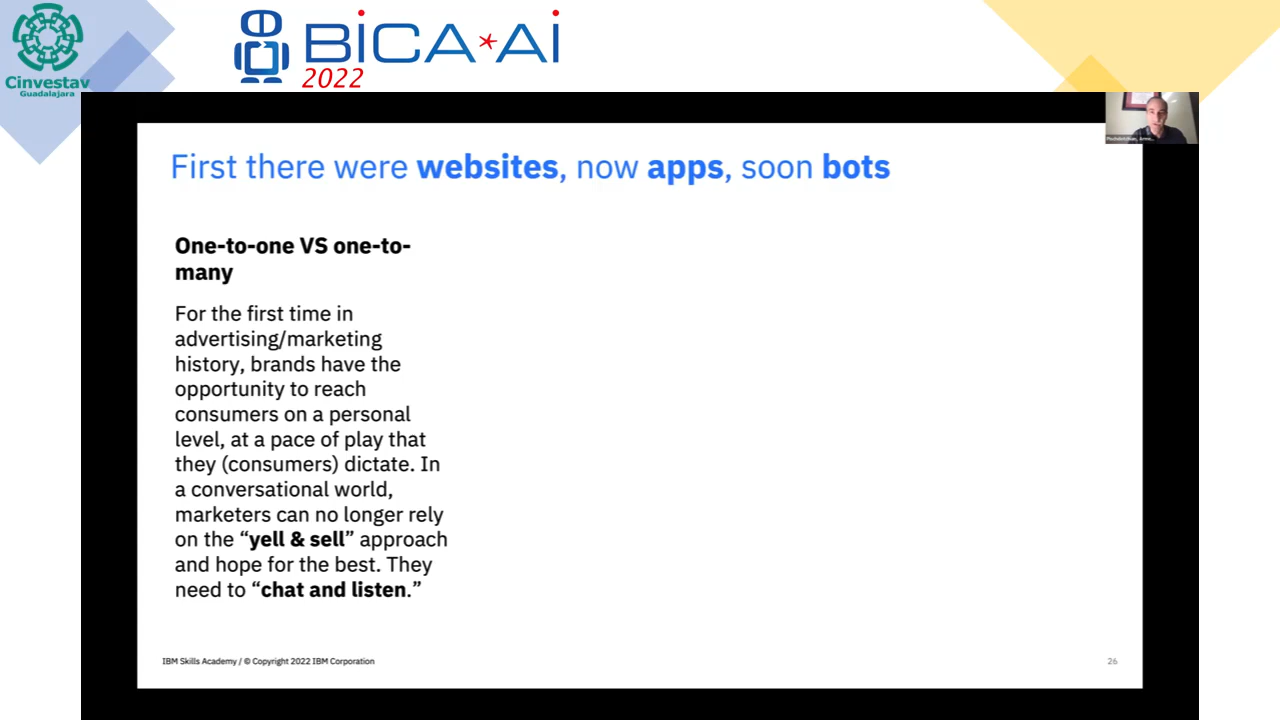 Cinvestav
Guadalajara
BiCA*Ai
2022
First there were websites, now apps, soon bots
One-to-one VS one-to-
many
For the first time in
advertising/marketing
history, brands have the
opportunity to reach
consumers on a personal
level, at a pace of play that
they (consumers) dictate. In
a conversational world,
marketers can no longer rely
on the “yell & sell” approach
and hope for the best. They
need to “chat and listen.”
IBM Skills Academy / © Copyright 2022 IBM Corporation
26